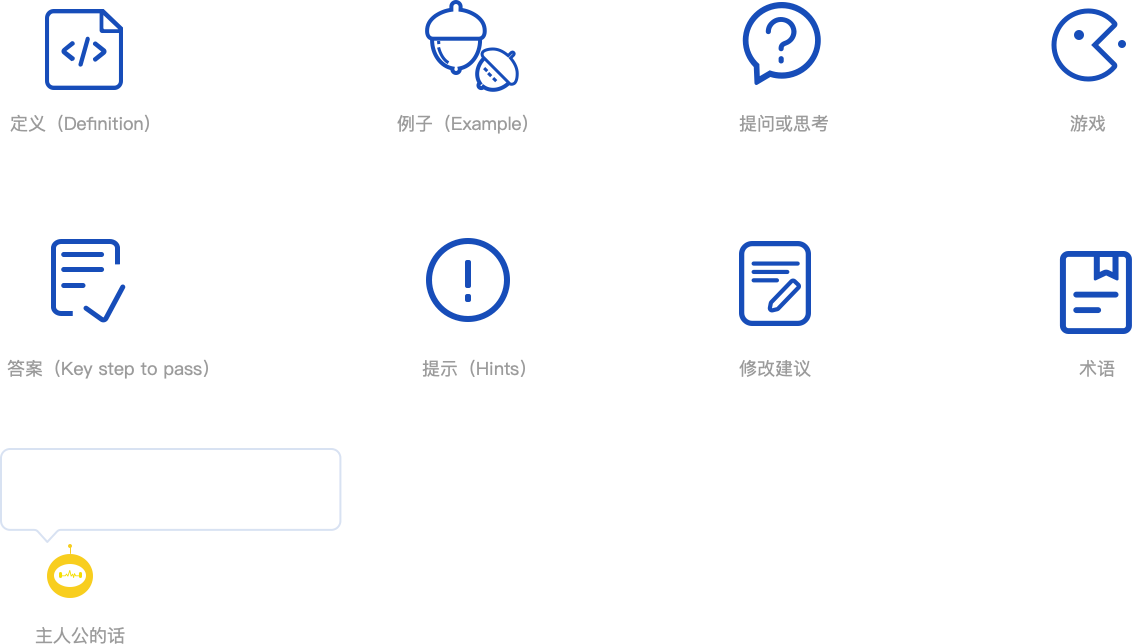 定义（Definition）
例子（Example）
提问或思考
游戏
答案（Key step to pass）
提示（Hints）
修改建议
术语
主人公的话